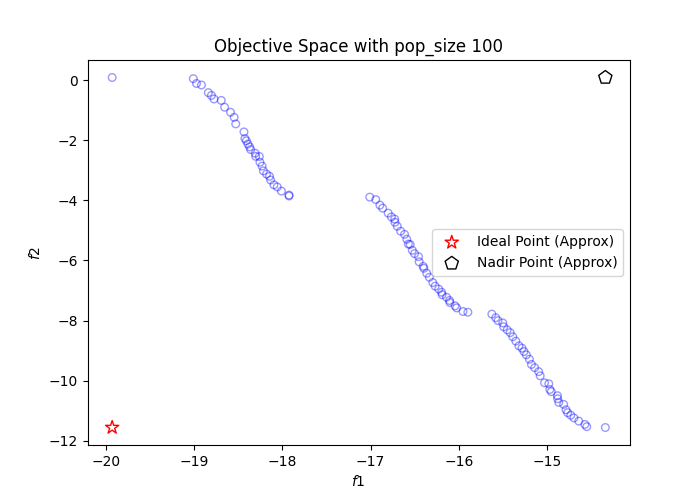 Objective Space with pop_size 100
0
−2
−4
−6
−8
−10
−12
f2
Ideal Point (Approx)
Nadir Point (Approx)
−20
−19
−18
−17
−16
−15
f1